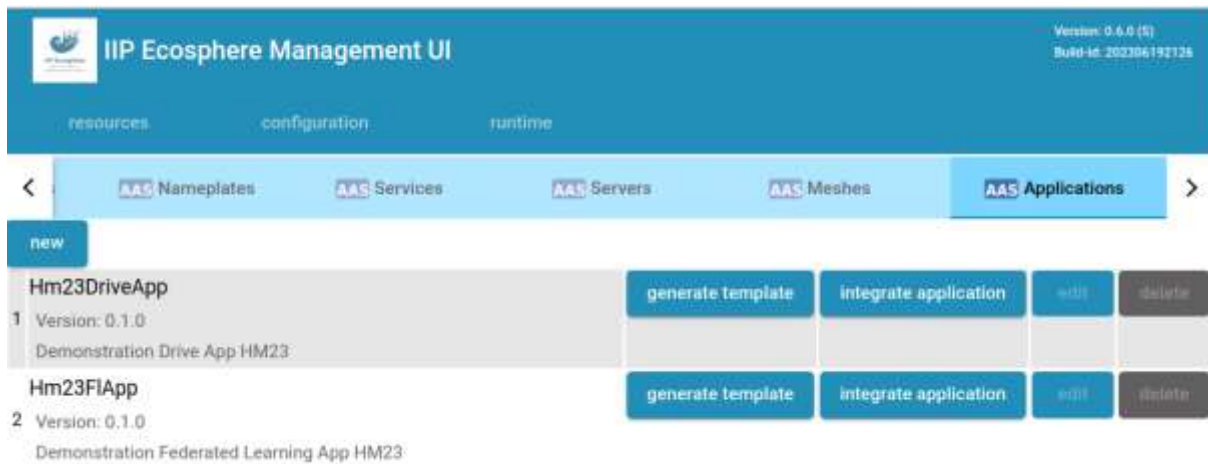 IIP Ecosphere Management UI
Version: 0.6.0 (S)
Build-Id: 202306192126
resources configuration runtime
AAS Nameplates AAS Services AAS Servers AAS Meshes AAS Applications
new
Hm23DriveApp generate template integrate application edit delete
1 Version: 0.1.0
Demonstration Drive App HM23
Hm23FlApp generate template integrate application edit delete
2 Version: 0.1.0
Demonstration Federated Learning App HM23